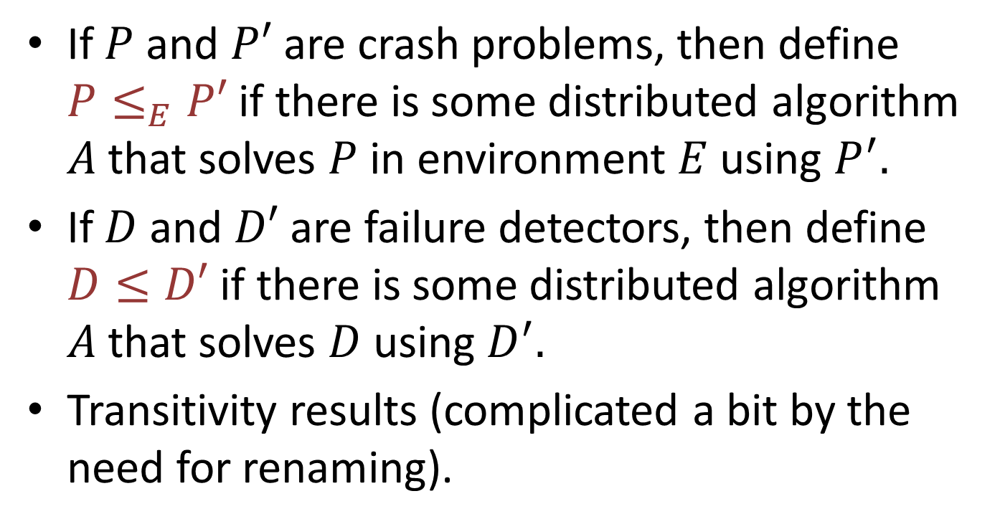 • If P and P′ are crash problems, then define
P ≤_E P′ if there is some distributed algorithm
A that solves P in environment E using P′.
• If D and D′ are failure detectors, then define
D ≤ D′ if there is some distributed algorithm
A that solves D using D′.
• Transitivity results (complicated a bit by the
need for renaming).